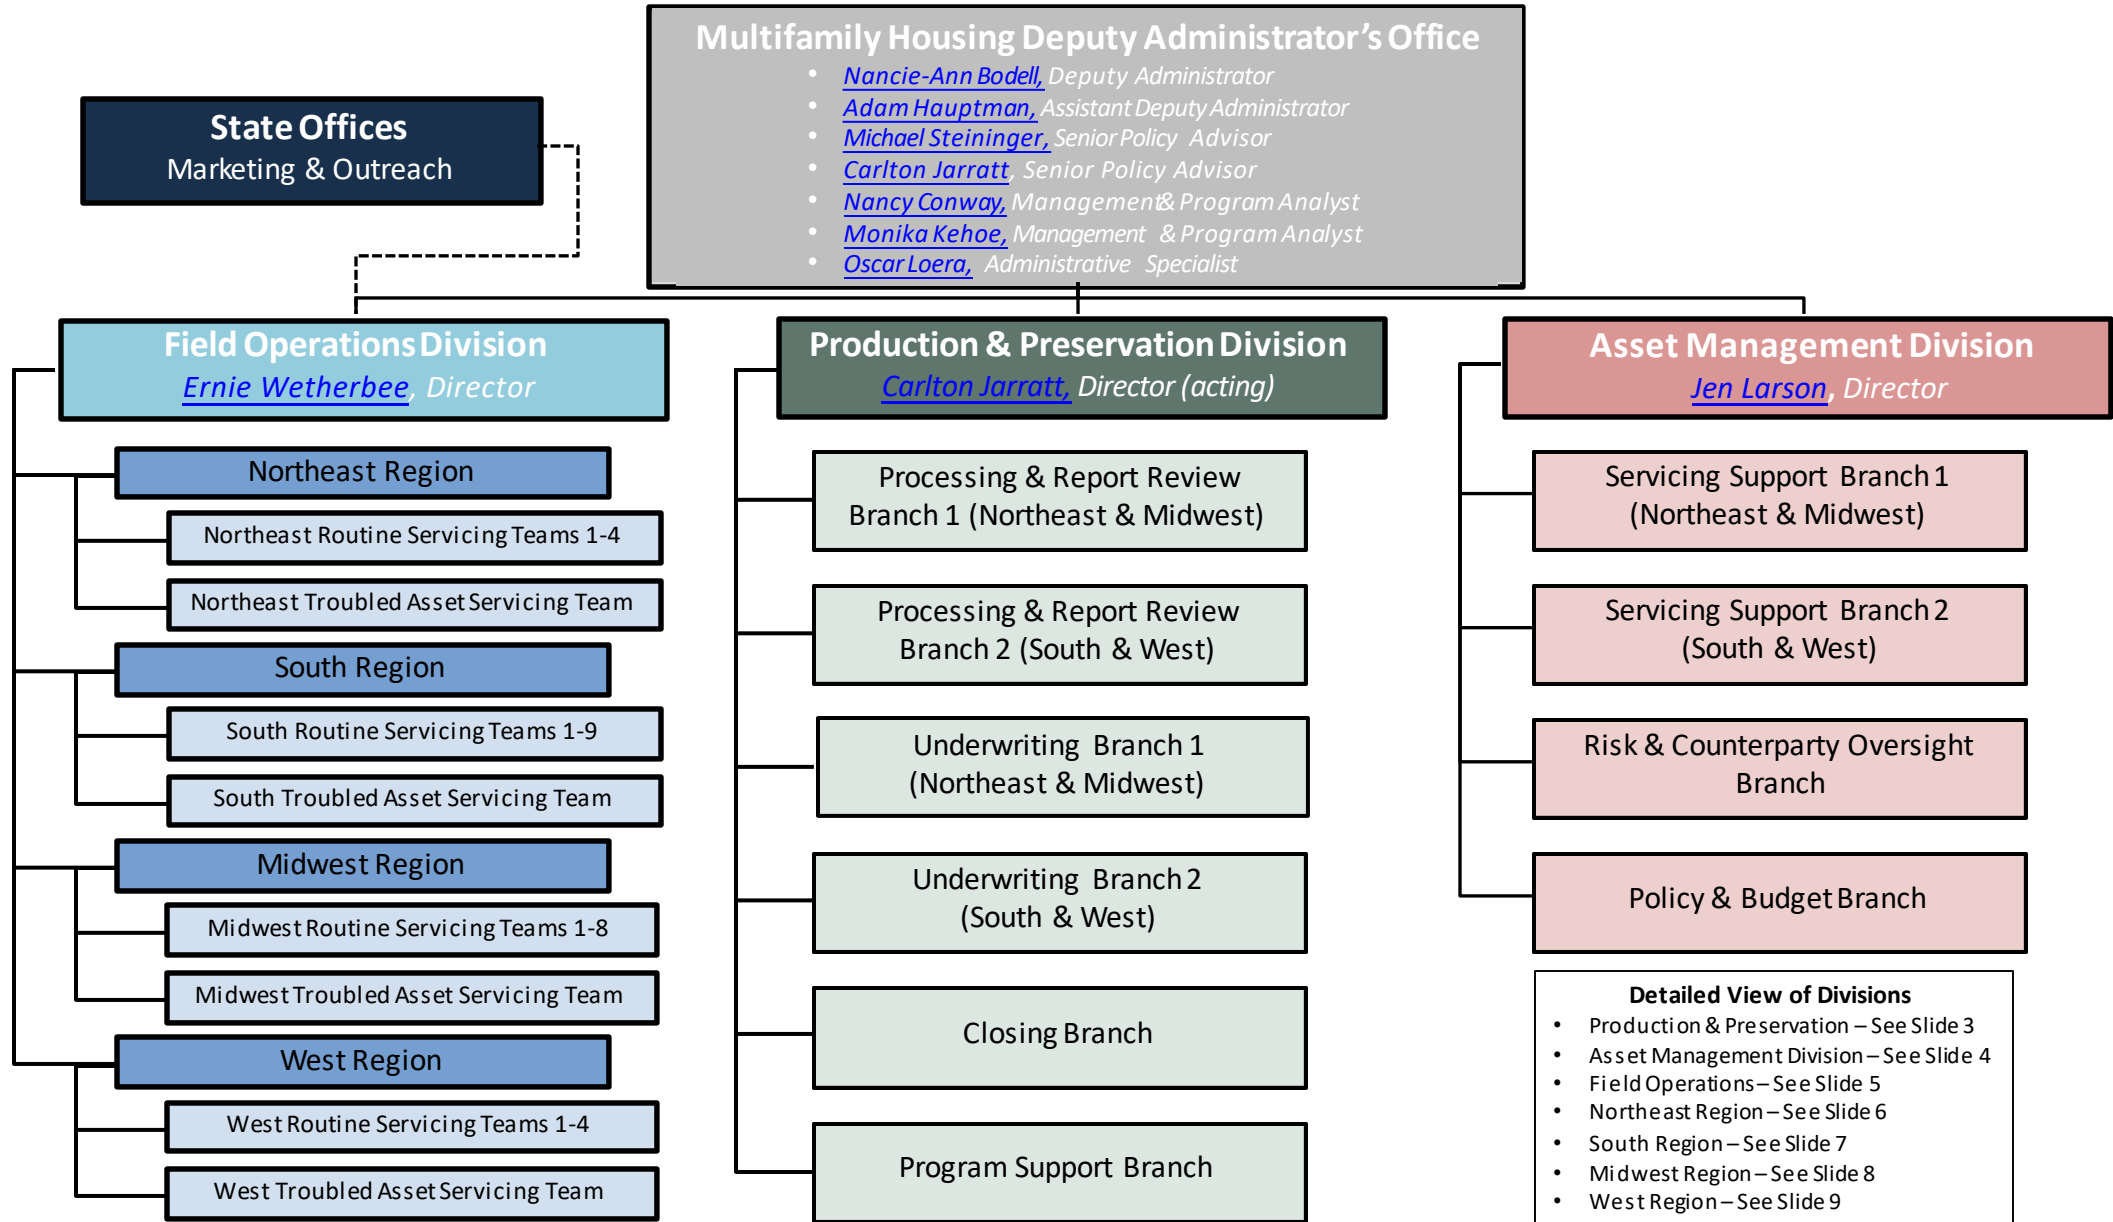 Multifamily Housing Deputy Administrator's Office
• Nancie-Ann Bodell, Deputy Administrator
• Adam Hauptman, Assistant Deputy Administrator
• Michael Steininger, Senior Policy Advisor
• Carlton Jarratt, Senior Policy Advisor
• Nancy Conway, Management & Program Analyst
• Monika Kehoe, Management & Program Analyst
• Oscar Loera, Administrative Specialist
State Offices
Marketing & Outreach
Field Operations Division
Ernie Wetherbee, Director
Northeast Region
Northeast Routine Servicing Teams 1-4
Northeast Troubled Asset Servicing Team
South Region
South Routine Servicing Teams 1-9
South Troubled Asset Servicing Team
Midwest Region
Midwest Routine Servicing Teams 1-8
Midwest Troubled Asset Servicing Team
West Region
West Routine Servicing Teams 1-4
West Troubled Asset Servicing Team
Production & Preservation Division
Carlton Jarratt, Director (acting)
Processing & Report Review
Branch 1 (Northeast & Midwest)
Processing & Report Review
Branch 2 (South & West)
Underwriting Branch 1
(Northeast & Midwest)
Underwriting Branch 2
(South & West)
Closing Branch
Program Support Branch
Asset Management Division
Jen Larson, Director
Servicing Support Branch 1
(Northeast & Midwest)
Servicing Support Branch 2
(South & West)
Risk & Counterparty Oversight
Branch
Policy & Budget Branch
Detailed View of Divisions
• Production & Preservation – See Slide 3
• Asset Management Division – See Slide 4
• Field Operations – See Slide 5
• Northeast Region – See Slide 6
• South Region – See Slide 7
• Midwest Region – See Slide 8
• West Region – See Slide 9